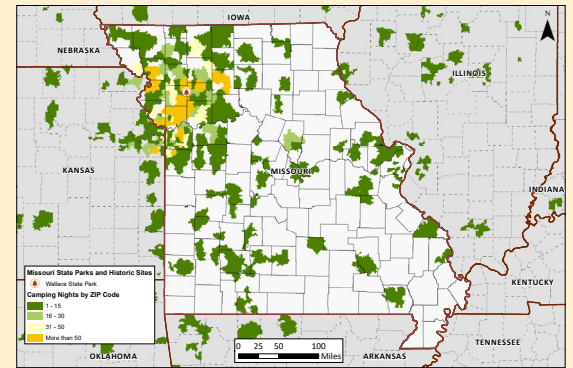 IOWA
N
NEBRASKA
ILLINOIS
KANSAS
MISSOURI
INDIANA
Missouri State Parks and Historic Sites
Wallace State Park
Camping Nights by ZIP Code
1 - 15
16 - 30
31 - 50
More than 50
KENTUCKY
0 25 50 100
Miles
TENNESSEE
OKLAHOMA
ARKANSAS